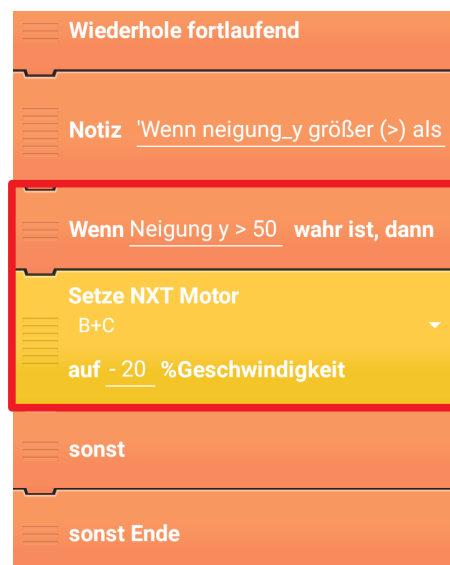 Wiederhole fortlaufend
Notiz 'Wenn neigung_y größer (>) als
Wenn Neigung y > 50 wahr ist, dann
Setze NXT Motor
B+C
auf - 20 %Geschwindigkeit
sonst
sonst Ende